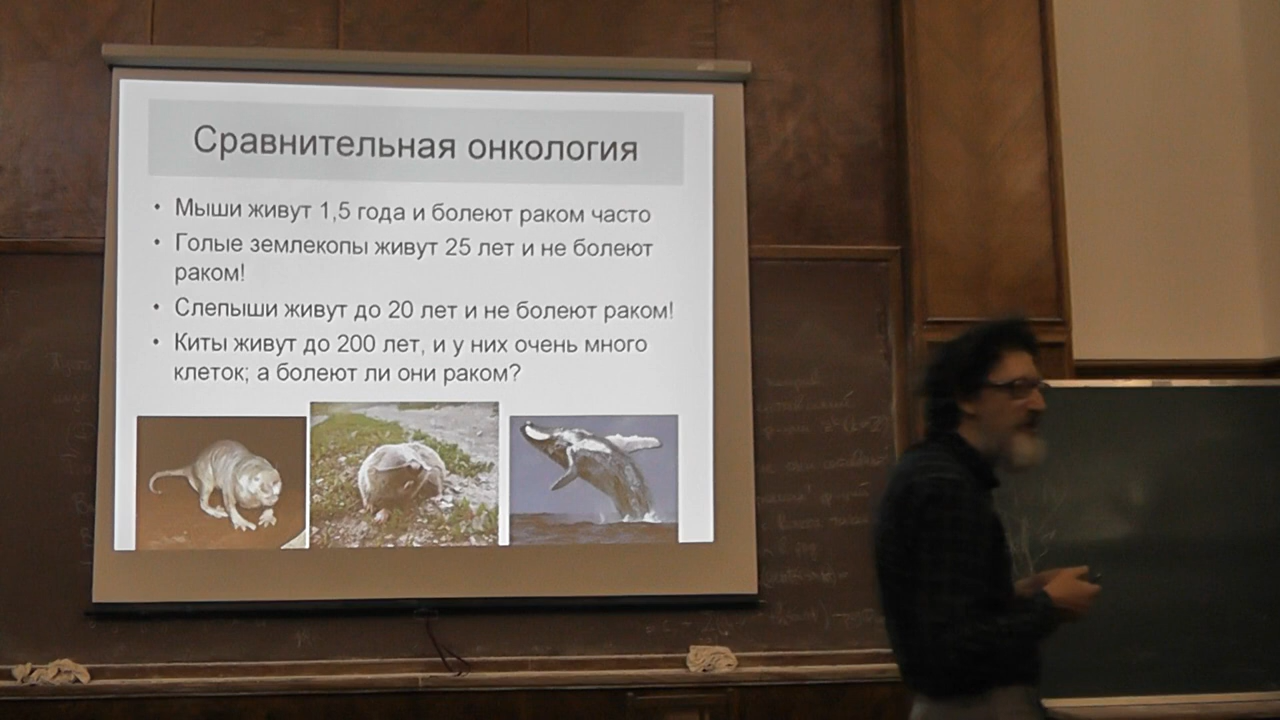 Сравнительная онкология
• Мыши живут 1,5 года и болеют раком часто
• Голые землекопы живут 25 лет и не болеют
раком!
• Слепыши живут до 20 лет и не болеют раком!
• Киты живут до 200 лет, и у них очень много
клеток; а болеют ли они раком?